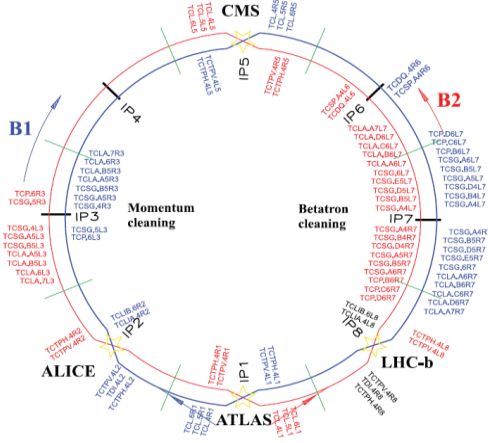 CMS
TCL.6L5
TCL.5L5
TCL.4L5
TCL.4R5
TCL.5R5
TCL.6R5
TCTPV.4L5
TCTPH.4L5
IP5
TCTPV.4R5
TCTPH.4R5
IP4
IP6
TCSP.A4L6
TCDQ.4L6
TCDQ.4R6
TCSP.A4R6
B1
B2
TCLA.7R3
TCLA.6R3
TCLA.B5R3
TCLA.A5R3
TCSG.B5R3
TCSG.A5R3
TCSG.4R3
TCP.6R3
TCSG.5R3
IP3
TCSG.5L3
TCP.6L3
TCSG.4L3
TCSG.A5L3
TCSG.B5L3
TCLA.A5L3
TCLA.B5L3
TCLA.6L3
TCLA.7L3
Momentum
cleaning
Betatron
cleaning
TCLA.A7L7
TCLA.D6L7
TCLA.C6L7
TCLA.B6L7
TCLA.A6L7
TCSG.6L7
TCSG.E5L7
TCSG.D5L7
TCSG.B5L7
TCSG.A4L7
TCP.D6L7
TCP.C6L7
TCP.B6L7
TCSG.A6L7
TCSG.B5L7
TCSG.A5L7
TCSG.D4L7
TCSG.B4L7
TCSG.A4L7
IP7
TCSG.A4R7
TCSG.B4R7
TCSG.D4R7
TCSG.A5R7
TCSG.B5R7
TCSG.A6R7
TCP.B6R7
TCP.C6R7
TCP.D6R7
TCSG.A4R7
TCSG.B5R7
TCSG.D5R7
TCSG.E5R7
TCSG.6R7
TCLA.A6R7
TCLA.B6R7
TCLA.C6R7
TCLA.D6R7
TCLA.A7R7
TCLIB.6R2
TCLIA.4R2
IP2
TCTPH.4R2
TCTPV.4R2
ALICE
TCTPV.4L2
TDI.4L2
TCTPH.4L2
TCLIB.6L8
TCLIA.4L8
IP8
TCTPH.4L8
TCTPV.4L8
LHC-b
TCTPV.4R8
TDI.4R8
TCTPH.4R8
TCTPH.4R1
TCTPV.4R1
IP1
TCTPH.4L1
TCTPV.4L1
ATLAS
TCL.6R1
TCL.5R1
TCL.4R1
TCL.4L1
TCL.5L1
TCL.6L1